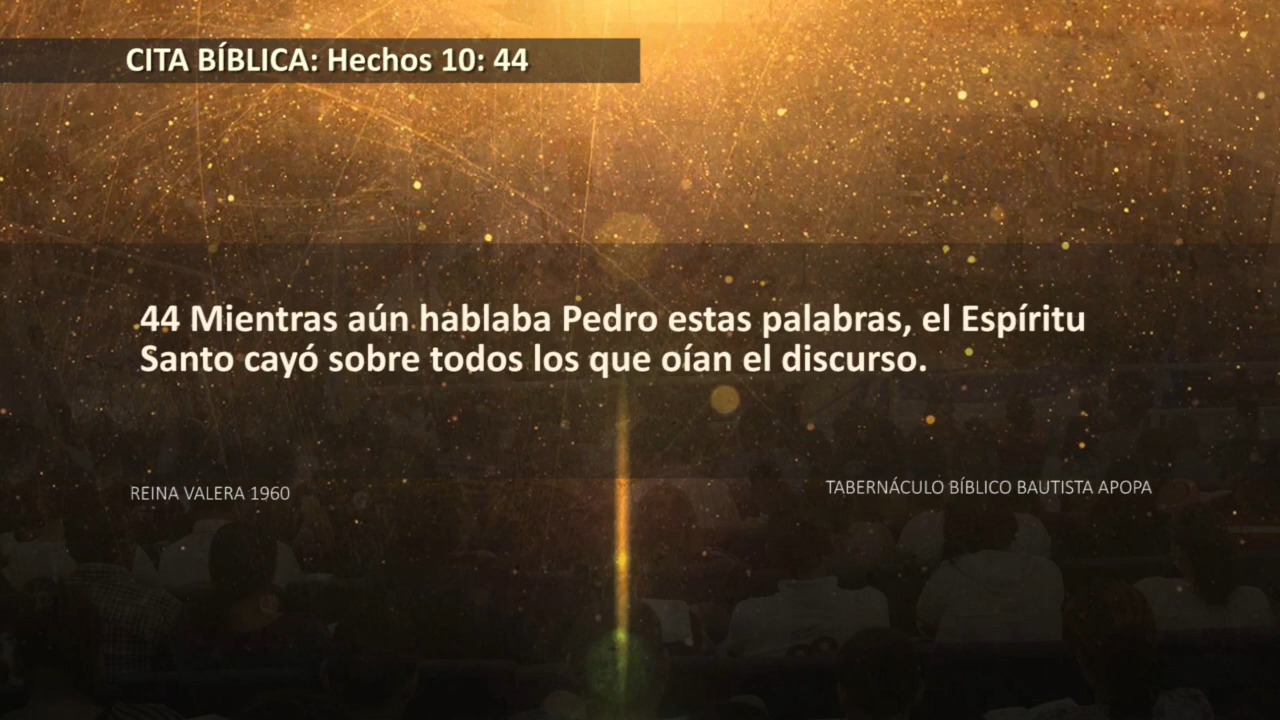 CITA BÍBLICA: Hechos 10: 44
44 Mientras aún hablaba Pedro estas palabras, el Espíritu
Santo cayó sobre todos los que oían el discurso.
REINA VALERA 1960
TABERNÁCULO BÍBLICO BAUTISTA APOPA